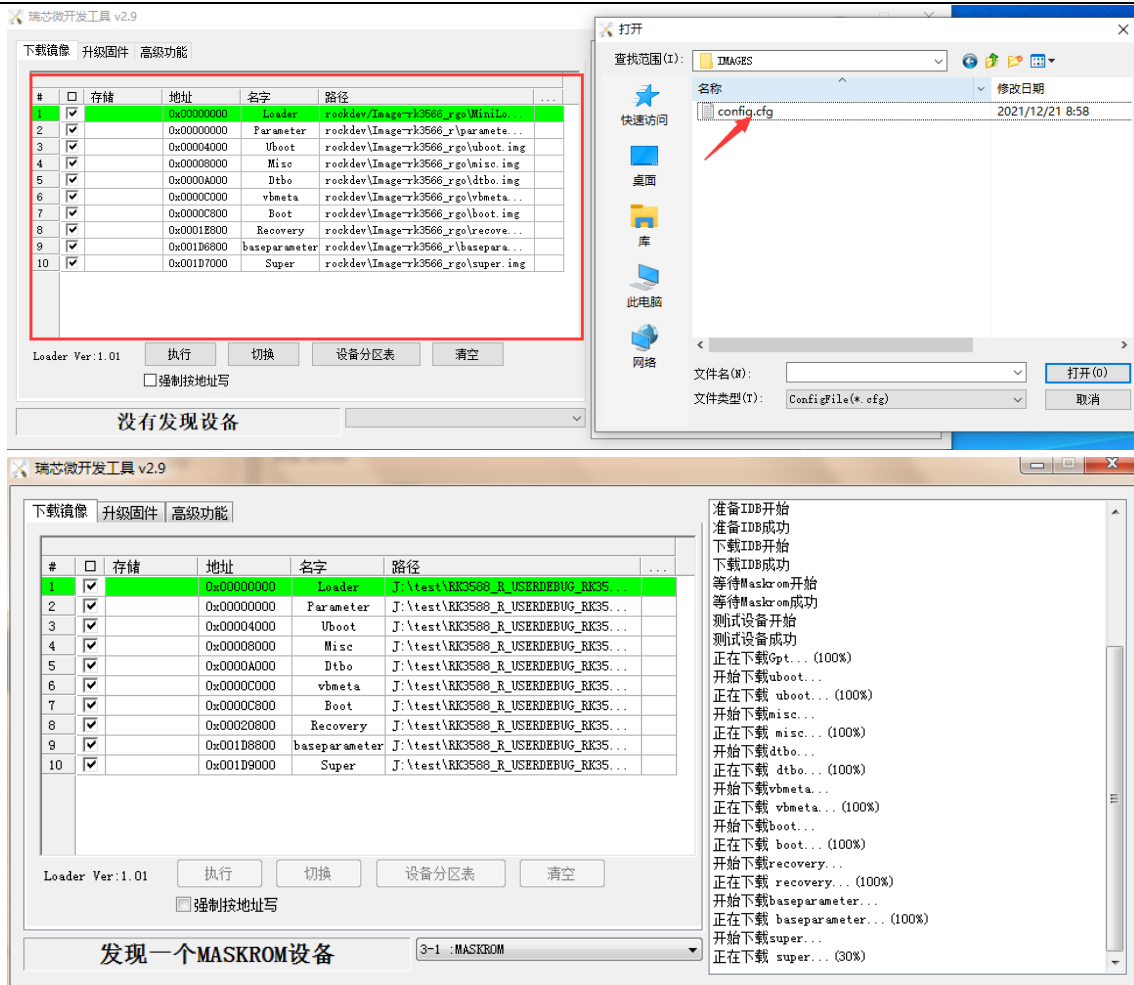 瑞芯微开发工具 v2.9
下载镜像 升级固件 高级功能
# 存储 地址 名字 路径 ...
1 0x00000000 Loader rockdev/Image-rk3566_rgo\MiniLo...
2 0x00000000 Parameter rockdev\Image-rk3566_r\paramete...
3 0x00004000 Uboot rockdev\Image-rk3566_rgo\uboot.img
4 0x00008000 Misc rockdev\Image-rk3566_rgo\misc.img
5 0x0000A000 Dtbo rockdev\Image-rk3566_rgo\dtbo.img
6 0x0000C000 vbmeta rockdev\Image-rk3566_rgo\vbmeta...
7 0x0000C800 Boot rockdev\Image-rk3566_rgo\boot.img
8 0x0001E800 Recovery rockdev\Image-rk3566_rgo\recove...
9 0x001D6800 baseparameter rockdev\Image-rk3566_r\basepara...
10 0x001D7000 Super rockdev\Image-rk3566_rgo\super.img
Loader Ver:1.01 执行 切换 设备分区表 清空
强制按地址写
没有发现设备
打开
查找范围(I): IMAGES
名称 修改日期
config.cfg 2021/12/21 8:58
快速访问
桌面
库
此电脑
网络
文件名(N): 打开(O)
文件类型(T): ConfigFile(*.cfg) 取消
瑞芯微开发工具 v2.9
下载镜像 升级固件 高级功能
# 存储 地址 名字 路径 ...
1 0x00000000 Loader J:\test\RK3588_R_USERDEBUG_RK35...
2 0x00000000 Parameter J:\test\RK3588_R_USERDEBUG_RK35...
3 0x00004000 Uboot J:\test\RK3588_R_USERDEBUG_RK35...
4 0x00008000 Misc J:\test\RK3588_R_USERDEBUG_RK35...
5 0x0000A000 Dtbo J:\test\RK3588_R_USERDEBUG_RK35...
6 0x0000C000 vbmeta J:\test\RK3588_R_USERDEBUG_RK35...
7 0x0000C800 Boot J:\test\RK3588_R_USERDEBUG_RK35...
8 0x00020800 Recovery J:\test\RK3588_R_USERDEBUG_RK35...
9 0x001D8800 baseparameter J:\test\RK3588_R_USERDEBUG_RK35...
10 0x001D9000 Super J:\test\RK3588_R_USERDEBUG_RK35...
Loader Ver:1.01 执行 切换 设备分区表 清空
强制按地址写
发现一个MASKROM设备 3-1 :MASKROM
准备IDB开始
准备IDB成功
下载IDB开始
下载IDB成功
等待Maskrom开始
等待Maskrom成功
测试设备开始
测试设备成功
正在下载Gpt...(100%)
开始下载uboot...
正在下载 uboot...(100%)
开始下载misc...
正在下载 misc...(100%)
开始下载dtbo...
正在下载 dtbo...(100%)
开始下载vbmeta...
正在下载 vbmeta...(100%)
开始下载boot...
正在下载 boot...(100%)
开始下载recovery...
正在下载 recovery...(100%)
开始下载baseparameter...
正在下载 baseparameter...(100%)
开始下载super...
正在下载 super...(30%)